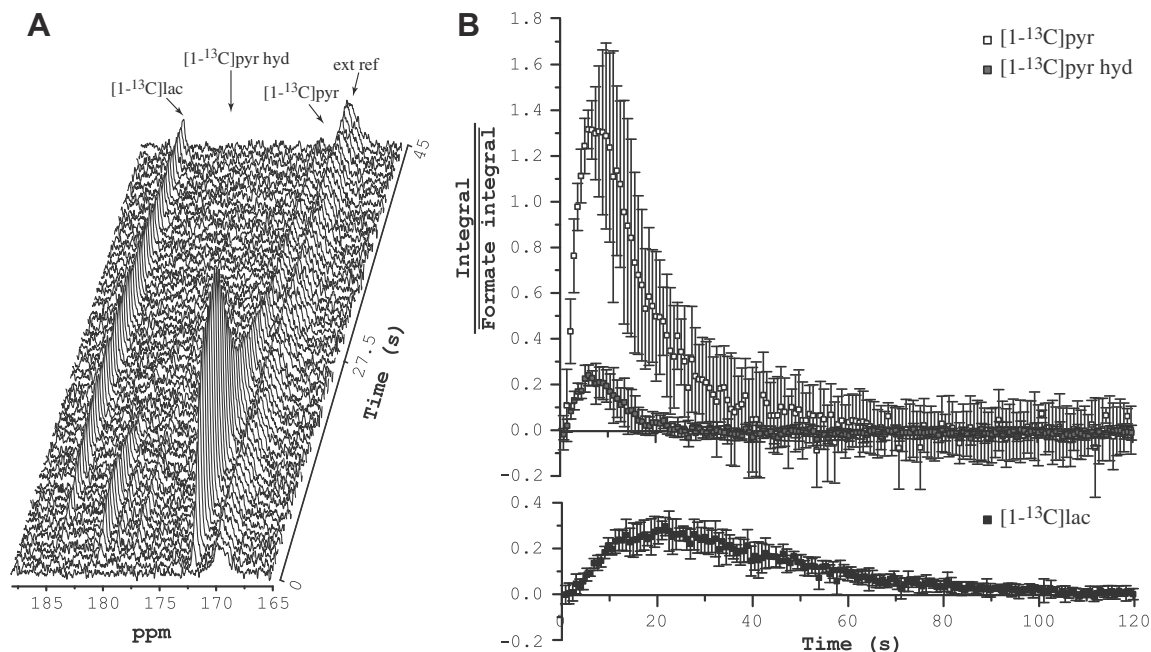 A
[1-¹³C]pyr hyd
ext ref
[1-¹³C]lac
[1-¹³C]pyr
45
27.5
Time (s)
0
185
180
175
170
165
ppm
B
1.8
1.6
1.4
1.2
1.0
0.8
0.6
0.4
0.2
0.0
-0.2
Integral
Formate integral
[1-¹³C]pyr
[1-¹³C]pyr hyd
0.4
0.2
0.0
-0.2
[1-¹³C]lac
0
20
40
60
80
100
120
Time (s)